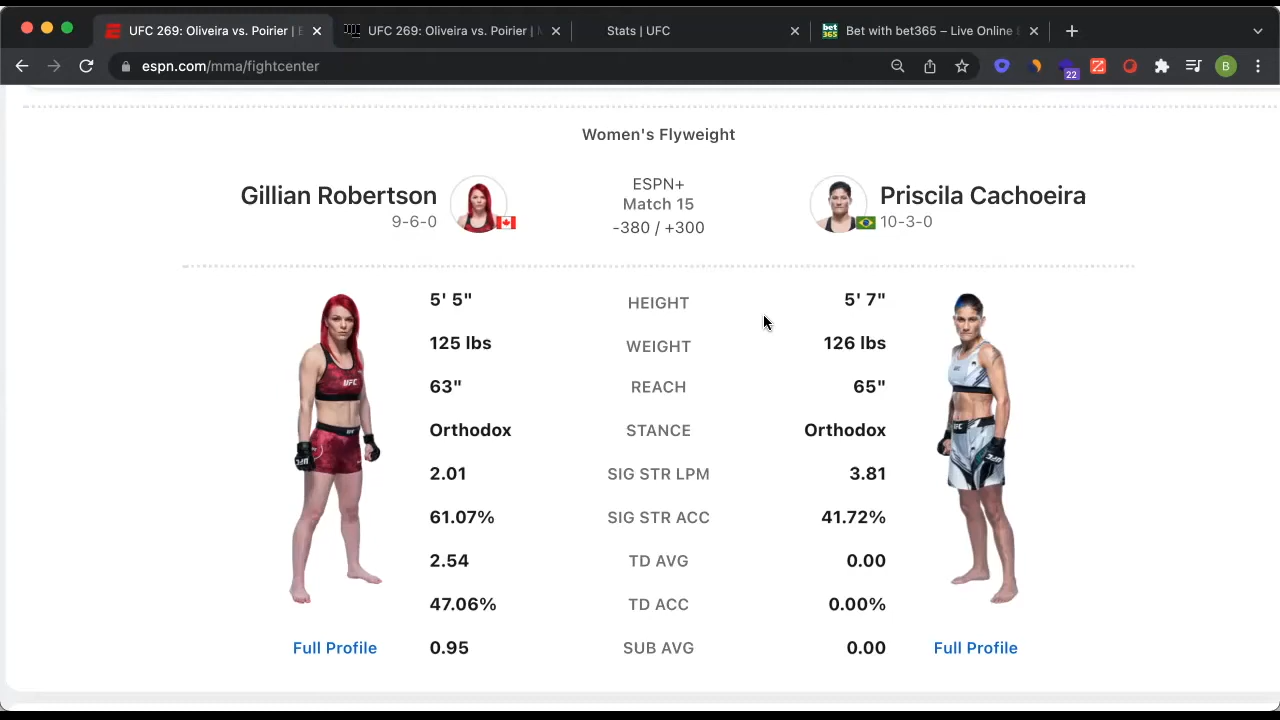 UFC 269: Oliveira vs. Poirier | E
UFC 269: Oliveira vs. Poirier |
Stats | UFC
bet365
Bet with bet365 – Live Online
espn.com/mma/fightcenter
22
B
Women's Flyweight
Gillian Robertson
9-6-0
ESPN+
Match 15
-380 / +300
Priscila Cachoeira
10-3-0
5' 5" HEIGHT 5' 7"
125 lbs WEIGHT 126 lbs
63" REACH 65"
Orthodox STANCE Orthodox
2.01 SIG STR LPM 3.81
61.07% SIG STR ACC 41.72%
2.54 TD AVG 0.00
47.06% TD ACC 0.00%
Full Profile 0.95 SUB AVG 0.00 Full Profile
UFC